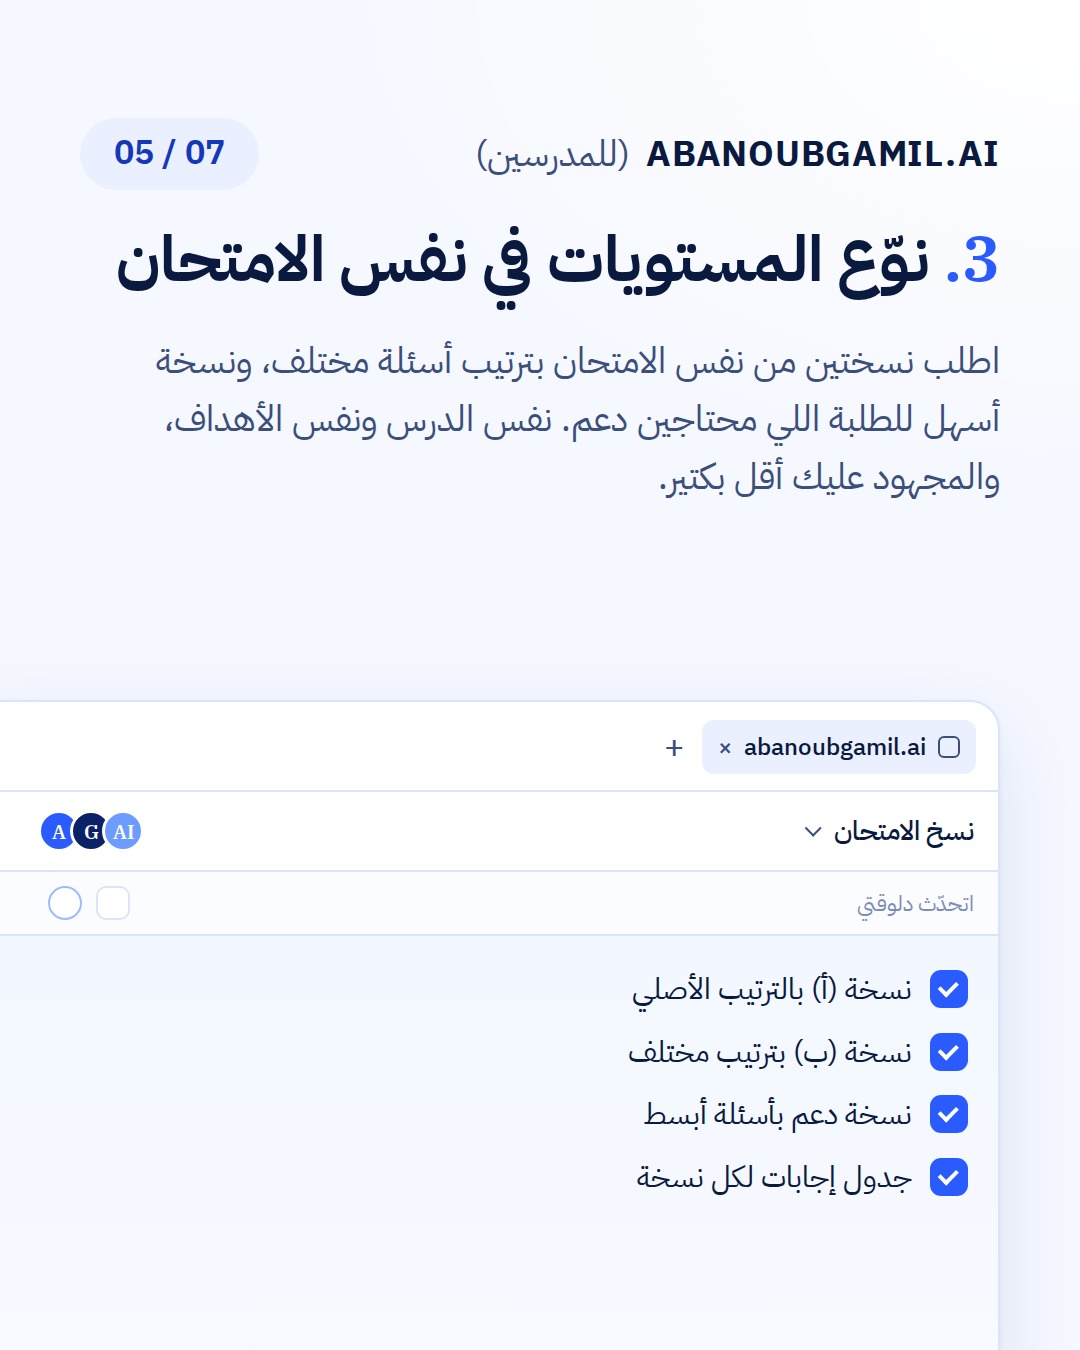 ABANOUBGAMIL.AI (للمدرسين)
05 / 07
3. نوّع المستويات في نفس الامتحان
اطلب نسختين من نفس الامتحان بترتيب أسئلة مختلف، ونسخة
أسهل للطلبة اللي محتاجين دعم. نفس الدرس ونفس الأهداف،
والمجهود عليك أقل بكتير.
abanoubgamil.ai × +
نسخ الامتحان
AI G A
اتحدّث دلوقتي
نسخة (أ) بالترتيب الأصلي
نسخة (ب) بترتيب مختلف
نسخة دعم بأسئلة أبسط
جدول إجابات لكل نسخة